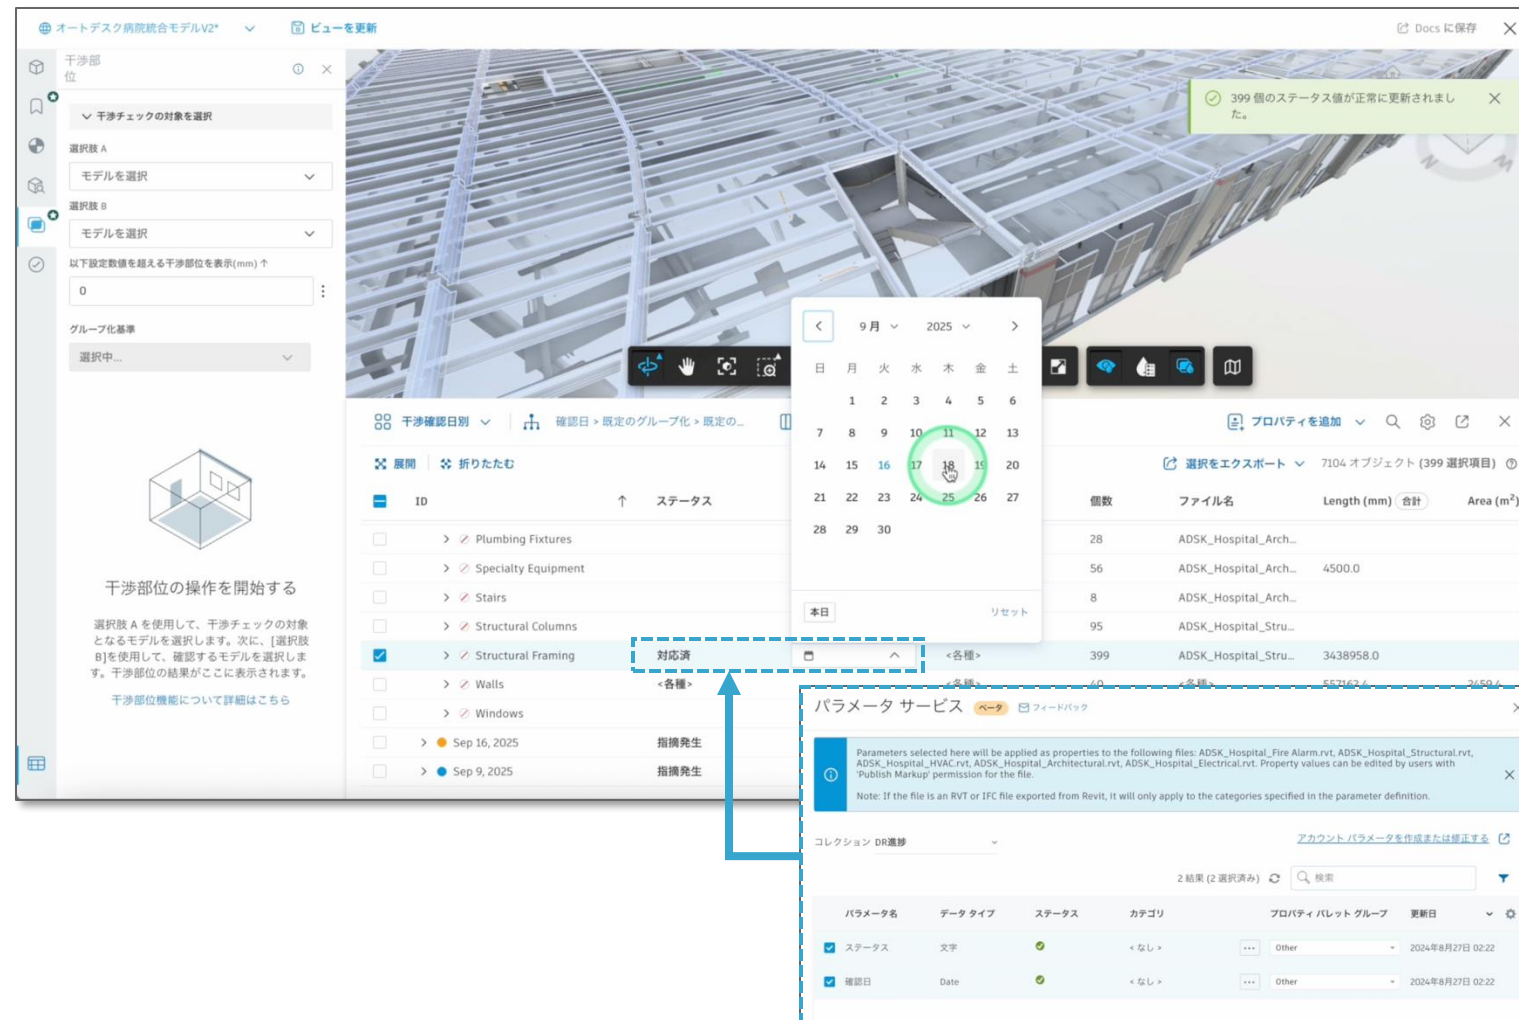 オートデスク病院統合モデルV2*
ビューを更新
Docs に保存
干渉部
位
干渉チェックの対象を選択
選択肢 A
モデルを選択
選択肢 B
モデルを選択
以下設定数値を超える干渉部位を表示(mm) ↑
0
グループ化基準
選択中...
干渉部位の操作を開始する
選択肢 A を使用して、干渉チェックの対象
となるモデルを選択します。次に、[選択肢
B]を使用して、確認するモデルを選択しま
す。干渉部位の結果がここに表示されます。
干渉部位機能について詳細はこちら
399 個のステータス値が正常に更新されまし
た。
N
9 月 2025
日 月 火 水 木 金 土
1 2 3 4 5 6
7 8 9 10 11 12 13
14 15 16 17 18 19 20
21 22 23 24 25 26 27
28 29 30
本日 リセット
干渉確認日別 確認日 > 既定のグループ化 > 既定の... プロパティを追加
展開 折りたたむ 選択をエクスポート 7104 オブジェクト (399 選択項目)
ID ↑ ステータス 個数 ファイル名 Length (mm) 合計 Area (m²)
Plumbing Fixtures 28 ADSK_Hospital_Arch...
Specialty Equipment 56 ADSK_Hospital_Arch... 4500.0
Stairs 8 ADSK_Hospital_Arch...
Structural Columns 95 ADSK_Hospital_Stru...
Structural Framing 対応済 <各種> 399 ADSK_Hospital_Stru... 3438958.0
Walls <各種> <各種> 40 <各種>
Windows
Sep 16, 2025 指摘発生
Sep 9, 2025 指摘発生
パラメータ サービス ベータ フィードバック
Parameters selected here will be applied as properties to the following files: ADSK_Hospital_Fire Alarm.rvt, ADSK_Hospital_Structural.rvt,
ADSK_Hospital_HVAC.rvt, ADSK_Hospital_Architectural.rvt, ADSK_Hospital_Electrical.rvt. Property values can be edited by users with
'Publish Markup' permission for the file.
Note: If the file is an RVT or IFC file exported from Revit, it will only apply to the categories specified in the parameter definition.
コレクション DR進捗
アカウント パラメータを作成または修正する
2 結果 (2 選択済み) 検索
パラメータ名 データ タイプ ステータス カテゴリ プロパティ パレット グループ 更新日
ステータス 文字 < なし > ... Other 2024年8月27日 02:22
確認日 Date < なし > ... Other 2024年8月27日 02:22